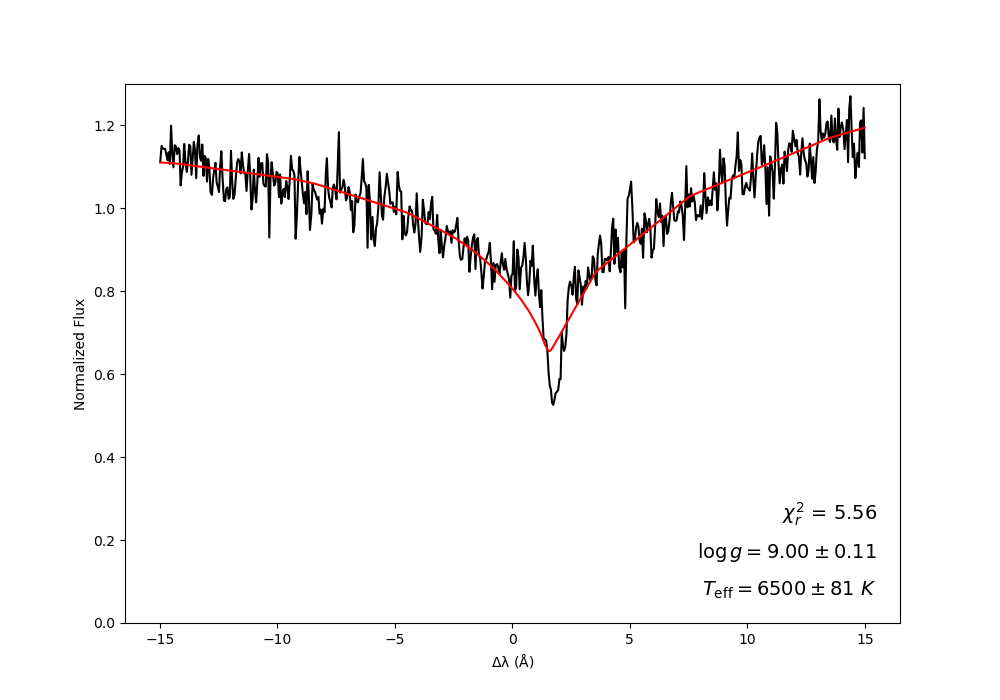 1.2
1.0
0.8
0.6
0.4
0.2
0.0
Normalized Flux
−15
−10
−5
0
5
10
15
Δλ (Å)
χ²ᵣ = 5.56
log g = 9.00 ± 0.11
T_eff = 6500 ± 81 K